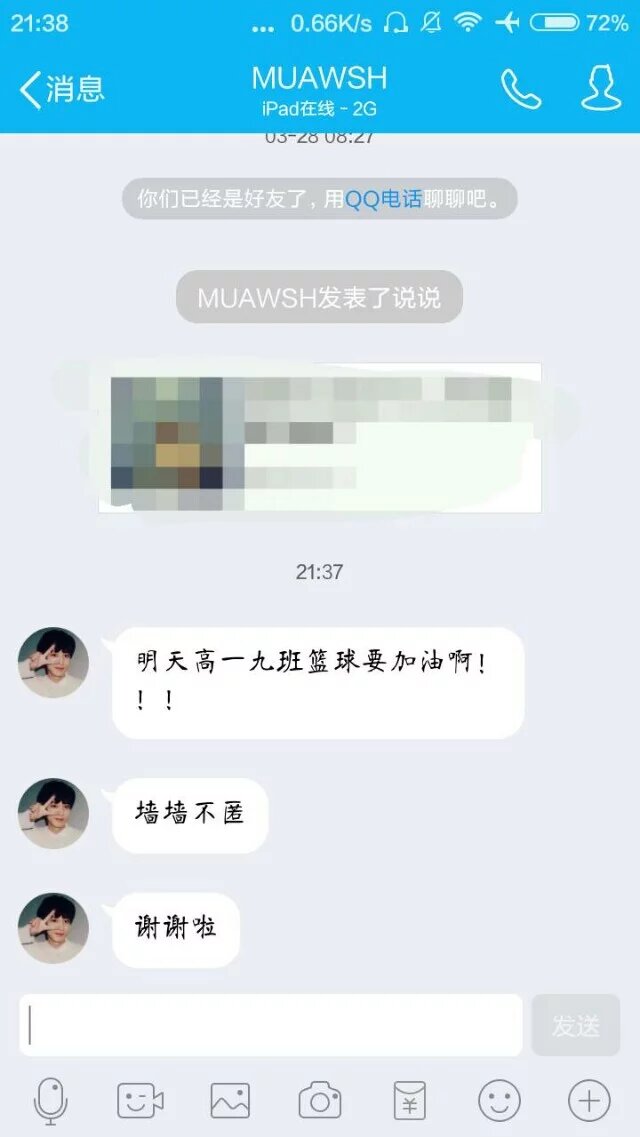 21:38
... 0.66K/s 72%
消息
MUAWSH
iPad在线 - 2G
03-28 08:27
你们已经是好友了，用QQ电话聊聊吧。
MUAWSH发表了说说
21:37
明天高一九班篮球要加油啊！
！！
墙墙不匿
谢谢啦
发送